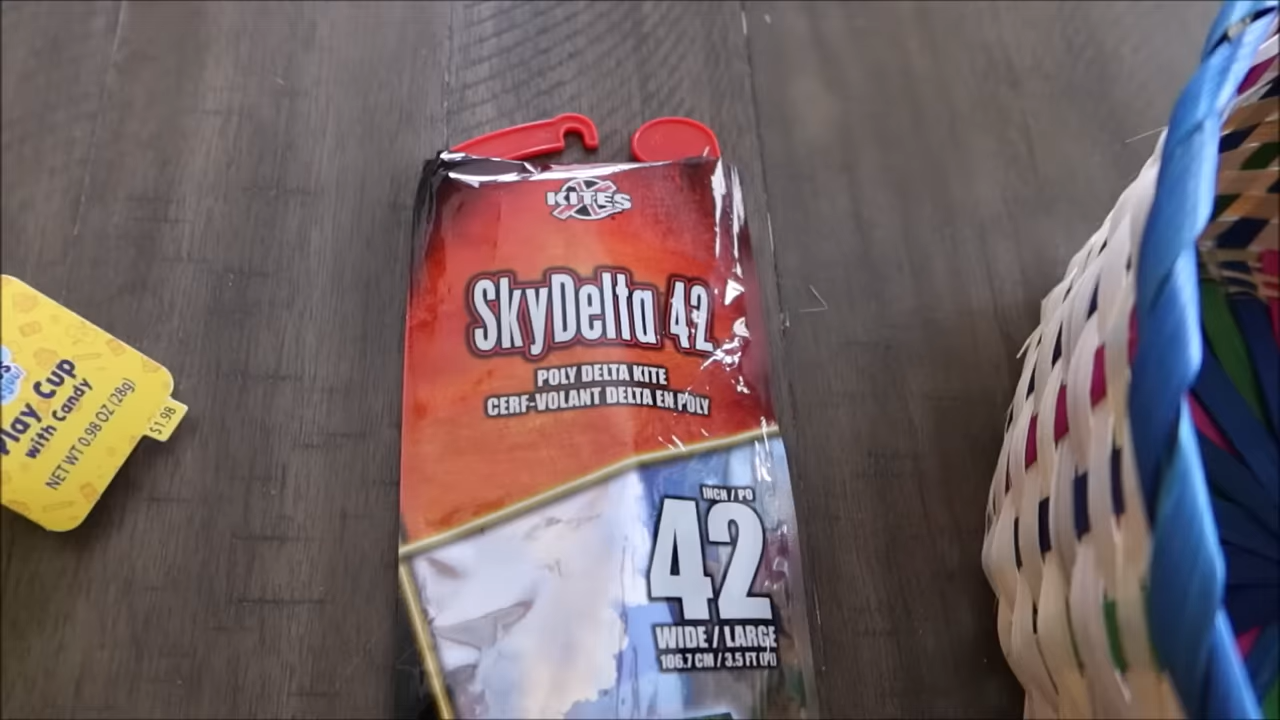 KITES
SkyDelta 42
POLY DELTA KITE
CERF-VOLANT DELTA EN POLY
INCH / PO
42
WIDE / LARGE
106.7 CM / 3.5 FT (PI)
Play Cup
with Candy
NET WT 0.98 OZ (28g)
$1.98